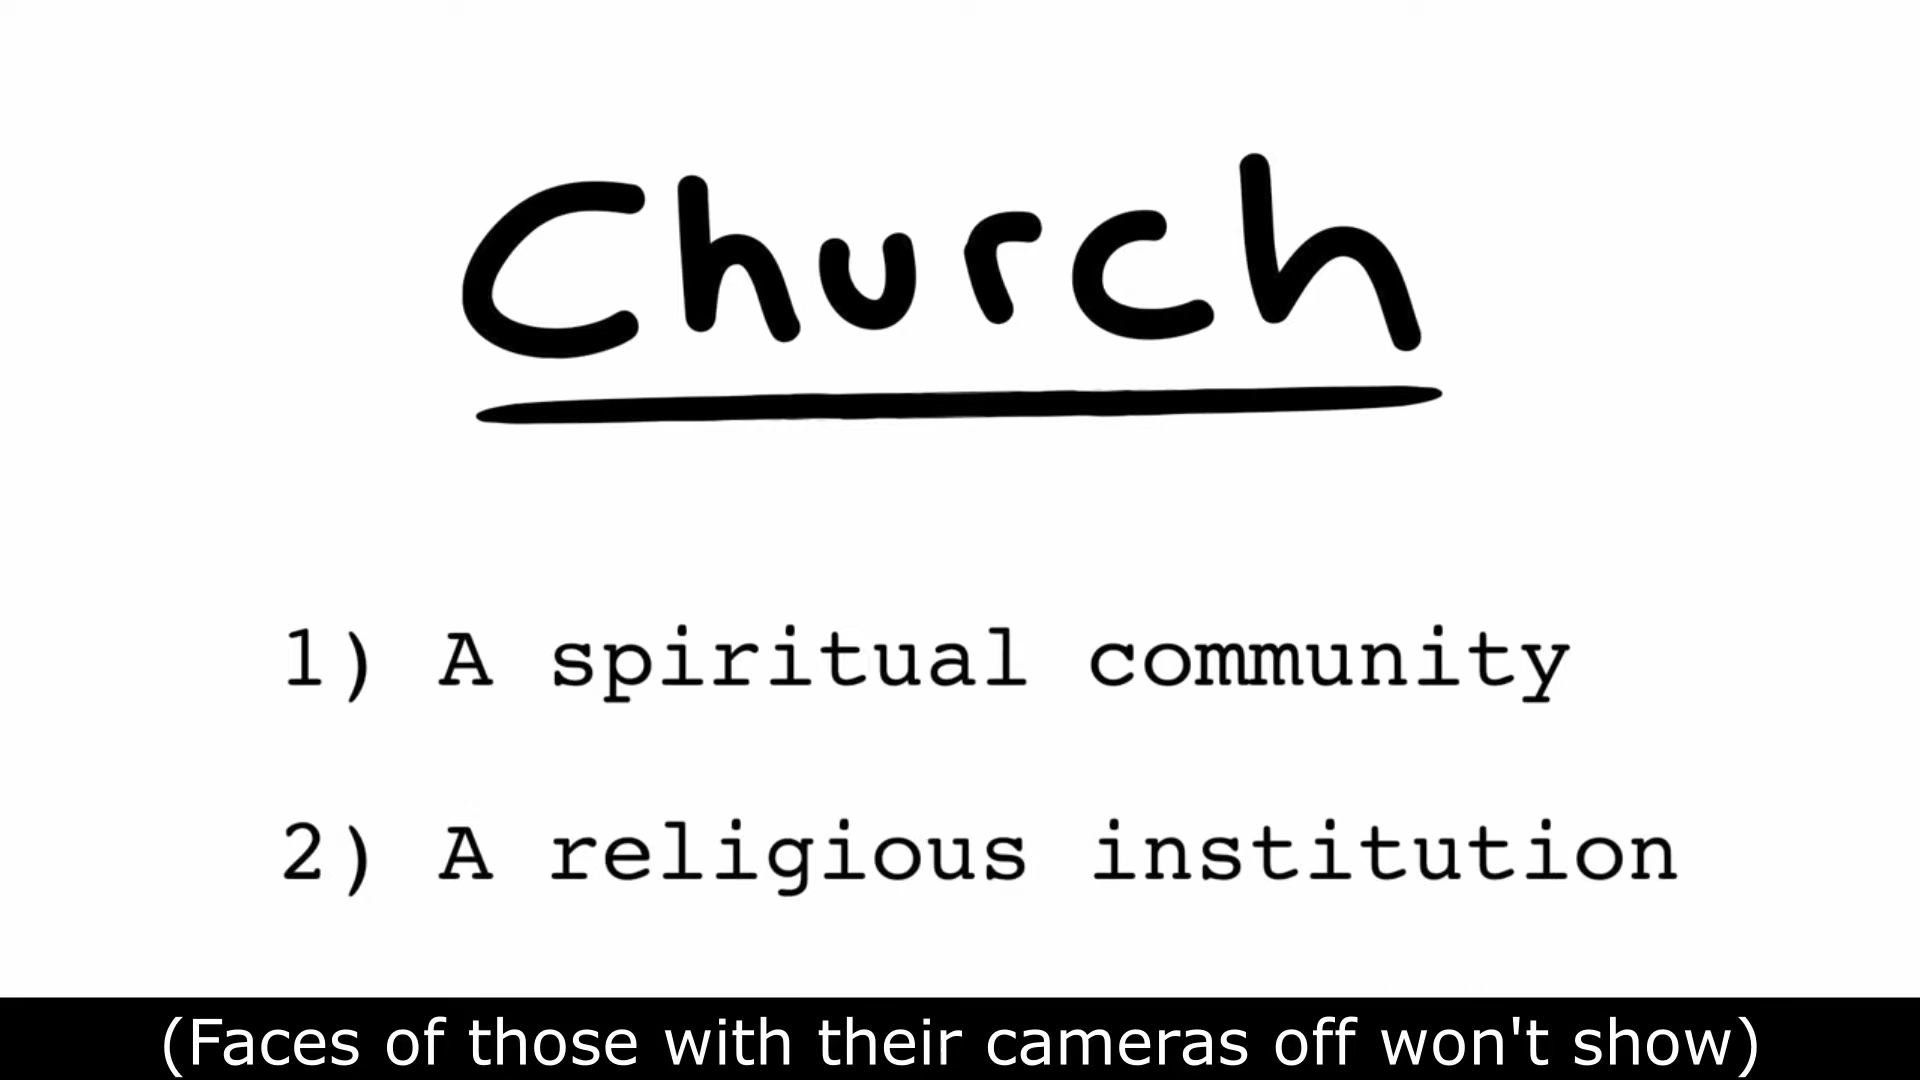 Church
1) A spiritual community
2) A religious institution
(Faces of those with their cameras off won't show)